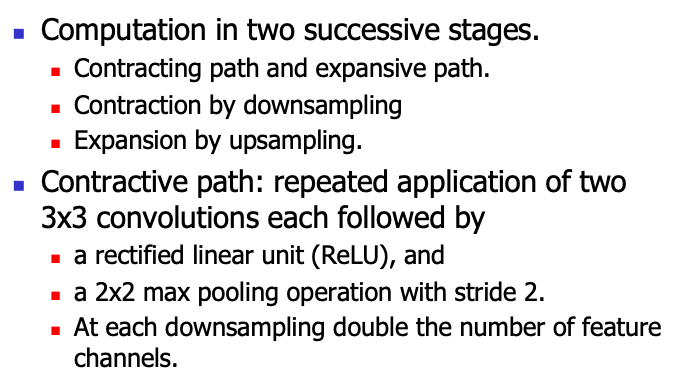 Computation in two successive stages.
Contracting path and expansive path.
Contraction by downsampling
Expansion by upsampling.
Contractive path: repeated application of two
3x3 convolutions each followed by
a rectified linear unit (ReLU), and
a 2x2 max pooling operation with stride 2.
At each downsampling double the number of feature
channels.